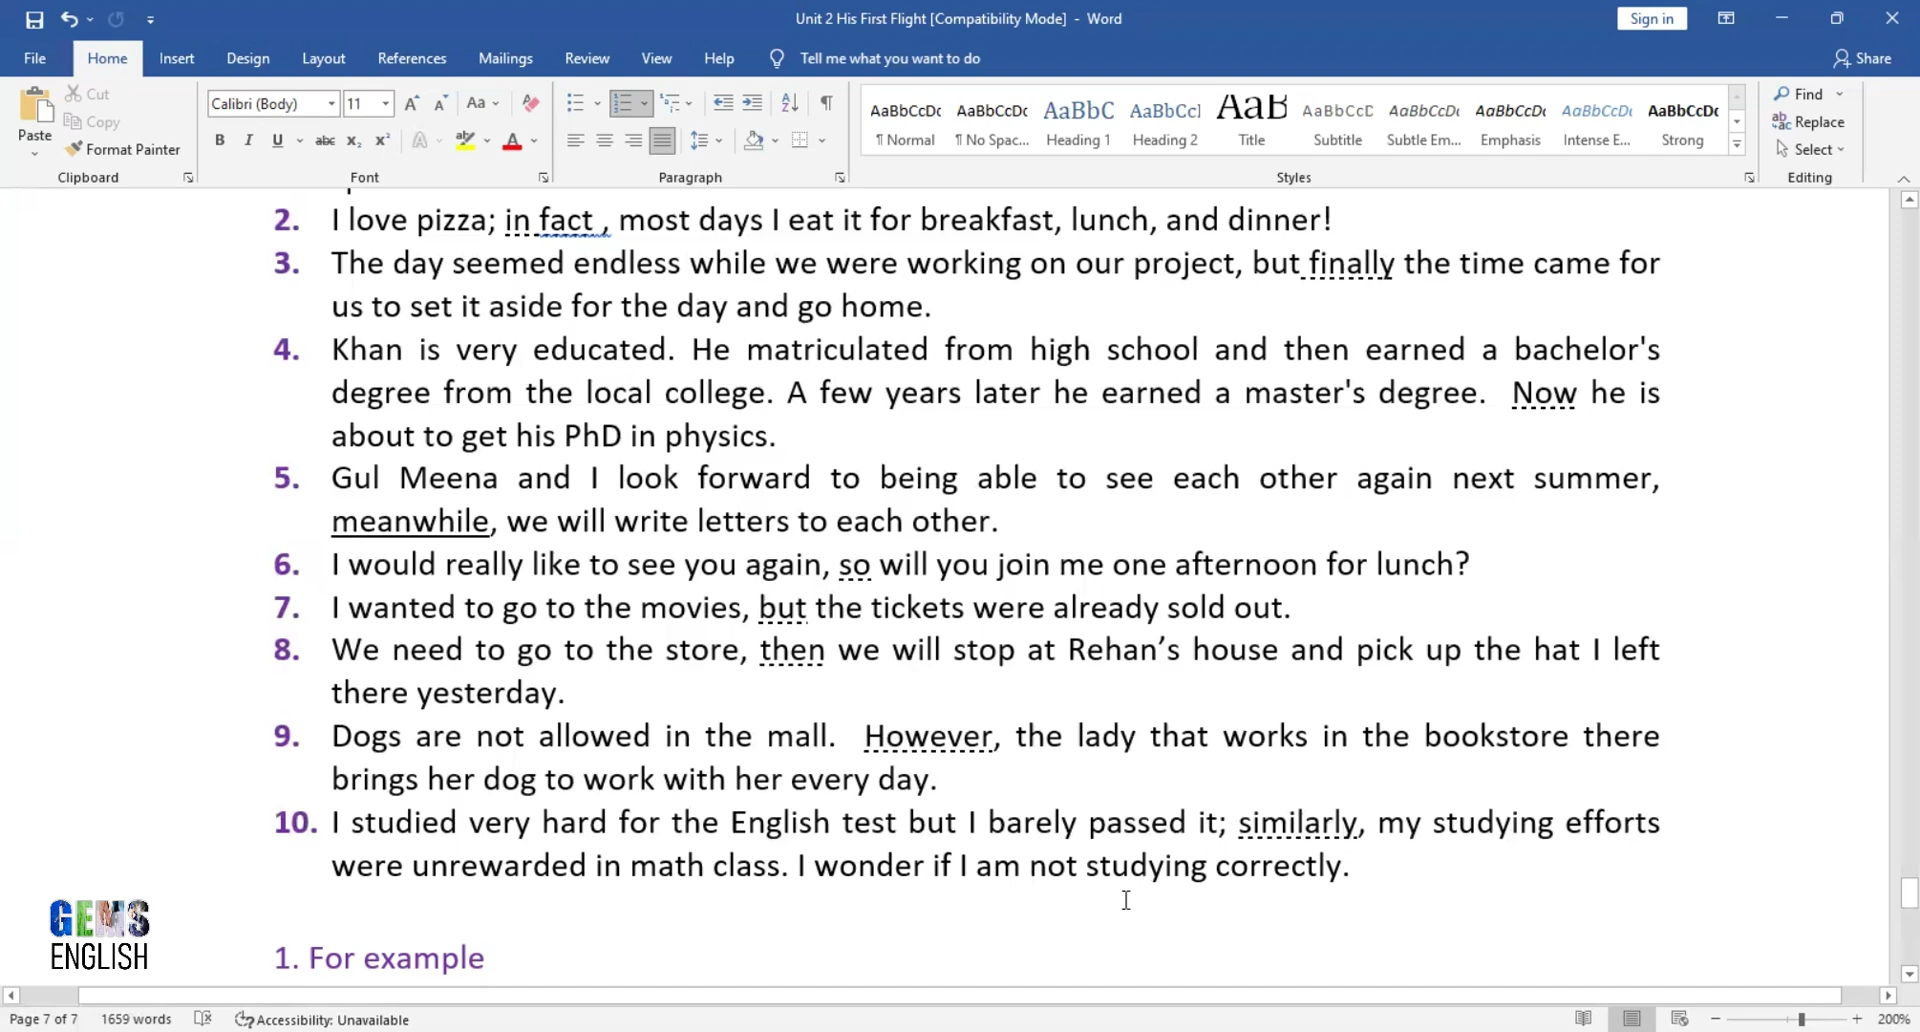 Unit 2 His First Flight [Compatibility Mode] - Word
Sign in
File Home Insert Design Layout References Mailings Review View Help Tell me what you want to do Share
Paste Cut Copy Format Painter
Calibri (Body) 11 A A Aa
B I U abc x₂ x² A A
AaBbCcDc AaBbCcDc AaBbC AaBbCcI AaB AaBbCcD AaBbCcDc AaBbCcDc AaBbCcDc AaBbCcDc
¶ Normal ¶ No Spac... Heading 1 Heading 2 Title Subtitle Subtle Em... Emphasis Intense E... Strong
Find Replace Select
Clipboard Font Paragraph Styles Editing
2. I love pizza; in fact , most days I eat it for breakfast, lunch, and dinner!
3. The day seemed endless while we were working on our project, but finally the time came for
us to set it aside for the day and go home.
4. Khan is very educated. He matriculated from high school and then earned a bachelor's
degree from the local college. A few years later he earned a master's degree. Now he is
about to get his PhD in physics.
5. Gul Meena and I look forward to being able to see each other again next summer,
meanwhile, we will write letters to each other.
6. I would really like to see you again, so will you join me one afternoon for lunch?
7. I wanted to go to the movies, but the tickets were already sold out.
8. We need to go to the store, then we will stop at Rehan’s house and pick up the hat I left
there yesterday.
9. Dogs are not allowed in the mall. However, the lady that works in the bookstore there
brings her dog to work with her every day.
10. I studied very hard for the English test but I barely passed it; similarly, my studying efforts
were unrewarded in math class. I wonder if I am not studying correctly.
GEMS
ENGLISH
1. For example
Page 7 of 7 1659 words Accessibility: Unavailable 200%